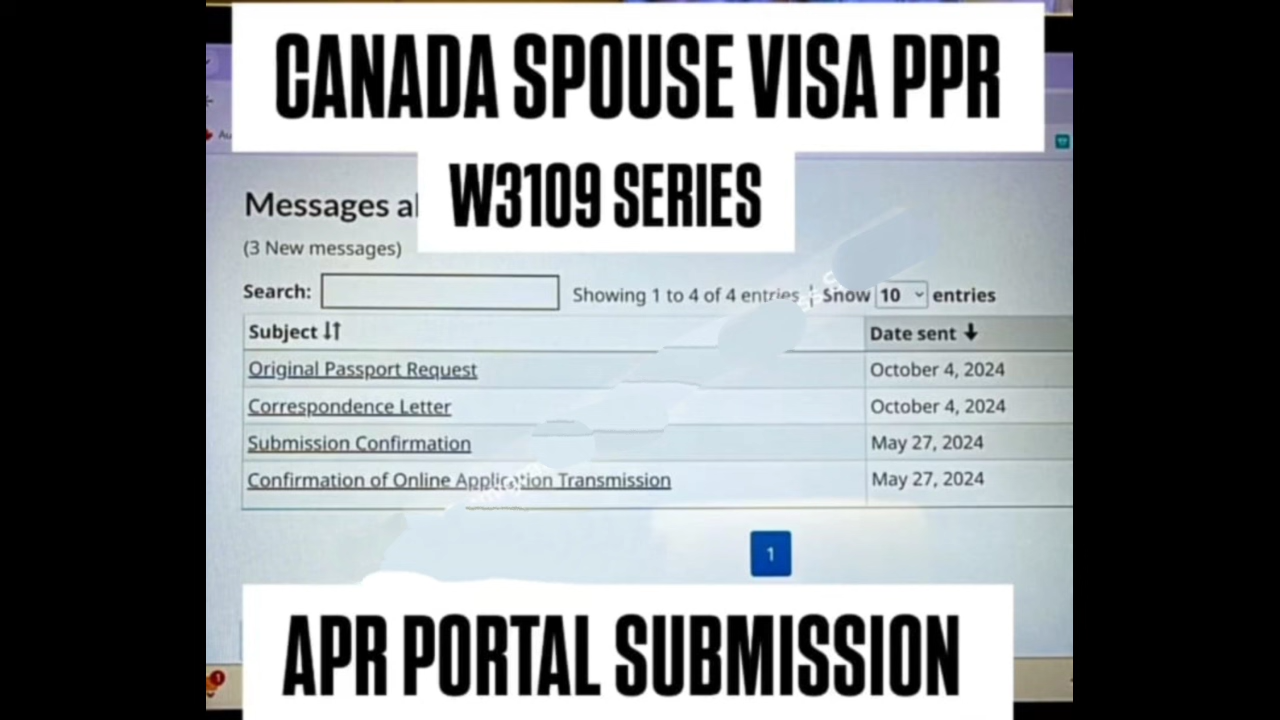 CANADA SPOUSE VISA PPR
W3109 SERIES
Messages al
(3 New messages)
Search:
Showing 1 to 4 of 4 entries | Show 10 entries
Subject ↓↑ Date sent ↓
Original Passport Request October 4, 2024
Correspondence Letter October 4, 2024
Submission Confirmation May 27, 2024
Confirmation of Online Application Transmission May 27, 2024
1
APR PORTAL SUBMISSION
1